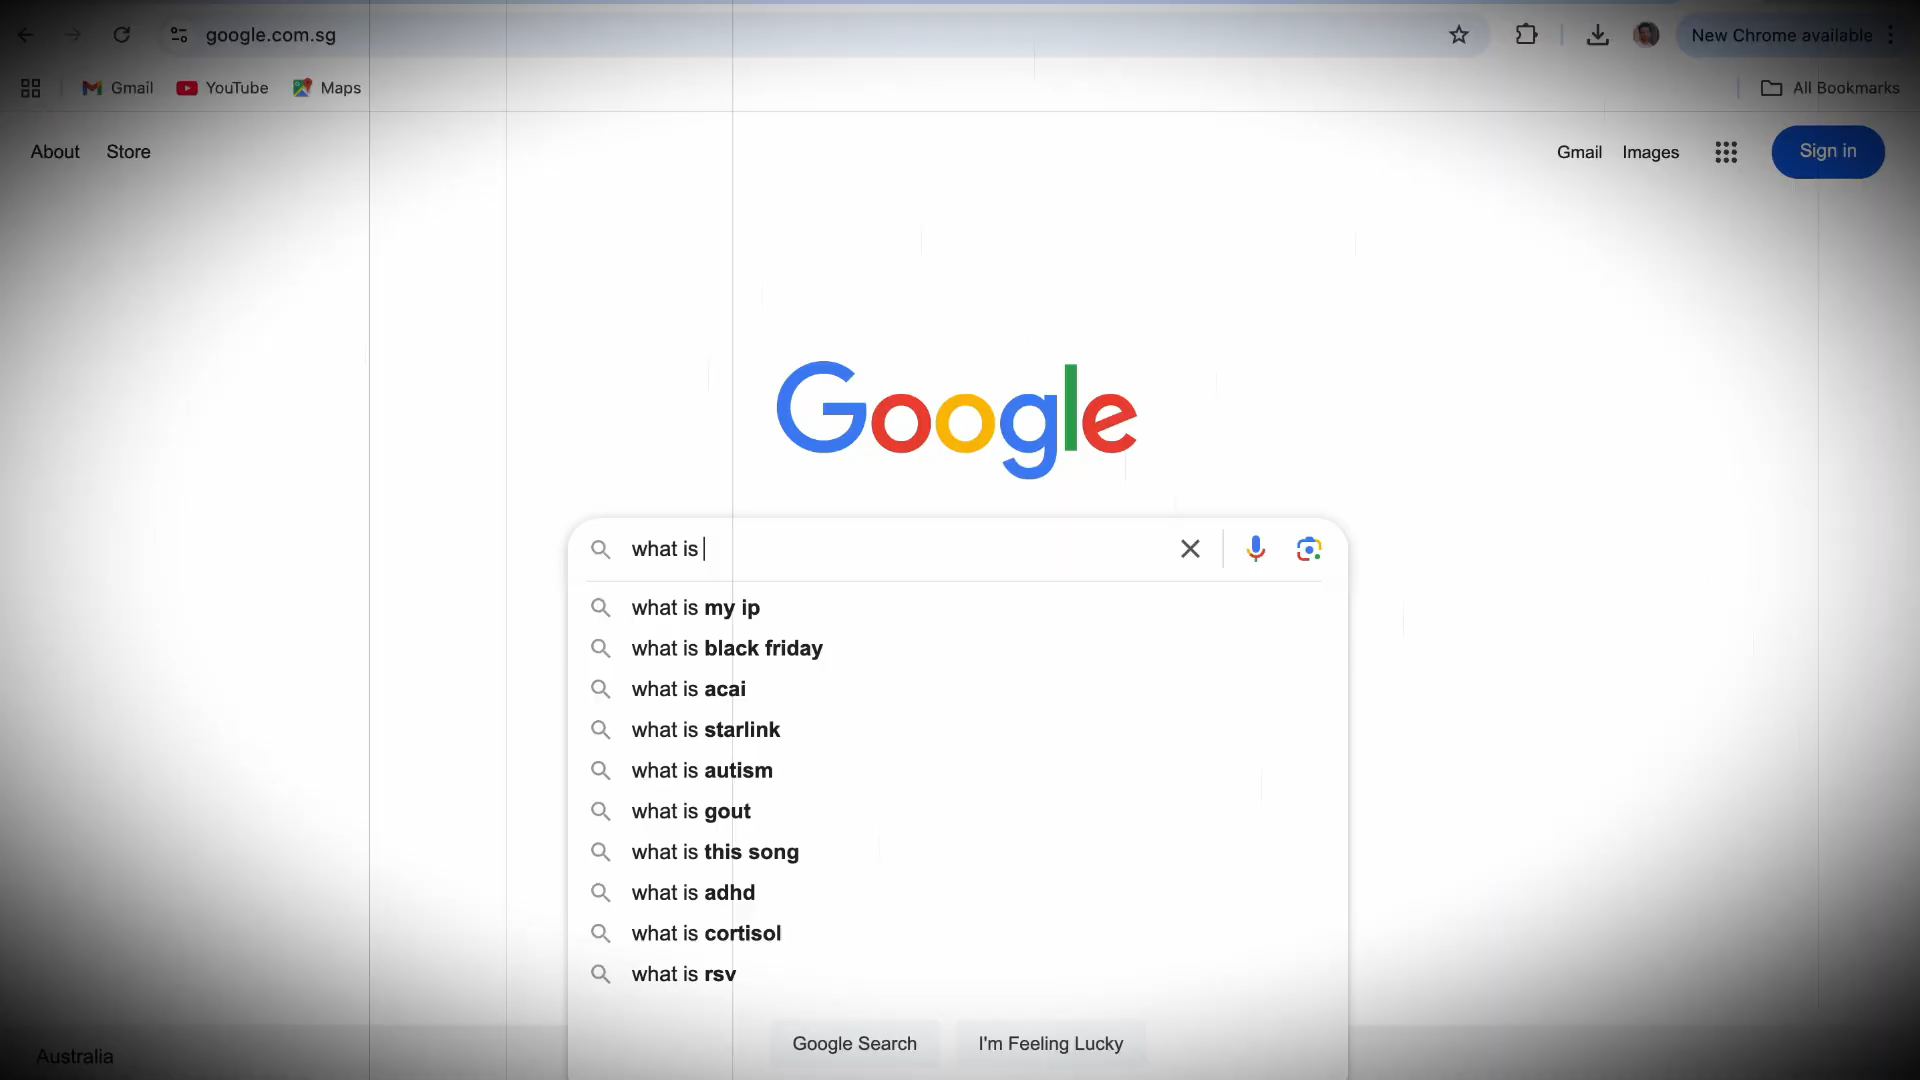 google.com.sg
New Chrome available
Gmail
YouTube
Maps
All Bookmarks
About
Store
Gmail
Images
Sign in
Google
what is
what is my ip
what is black friday
what is acai
what is starlink
what is autism
what is gout
what is this song
what is adhd
what is cortisol
what is rsv
Google Search
I'm Feeling Lucky
Australia